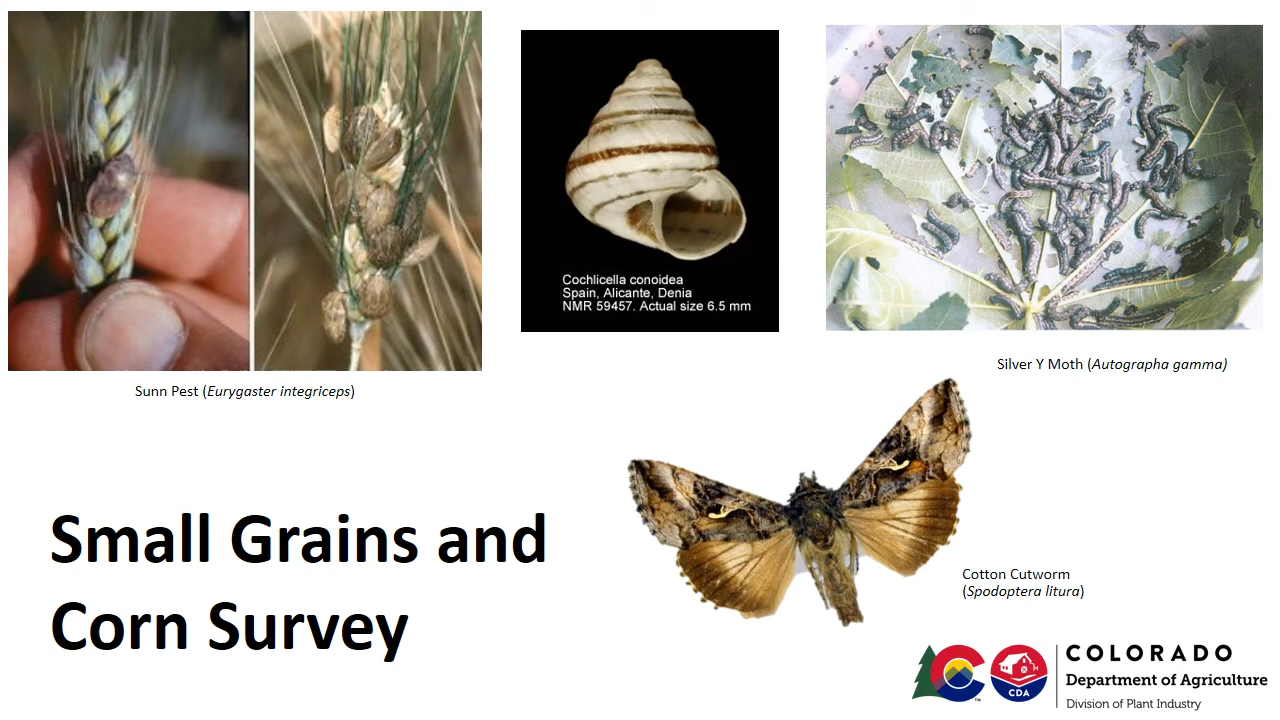 Cochlicella conoidea
Spain, Alicante, Denia
NMR 59457. Actual size 6.5 mm
Silver Y Moth (Autographa gamma)
Sunn Pest (Eurygaster integriceps)
Small Grains and
Corn Survey
Cotton Cutworm
(Spodoptera litura)
CDA
TM
COLORADO
Department of Agriculture
Division of Plant Industry